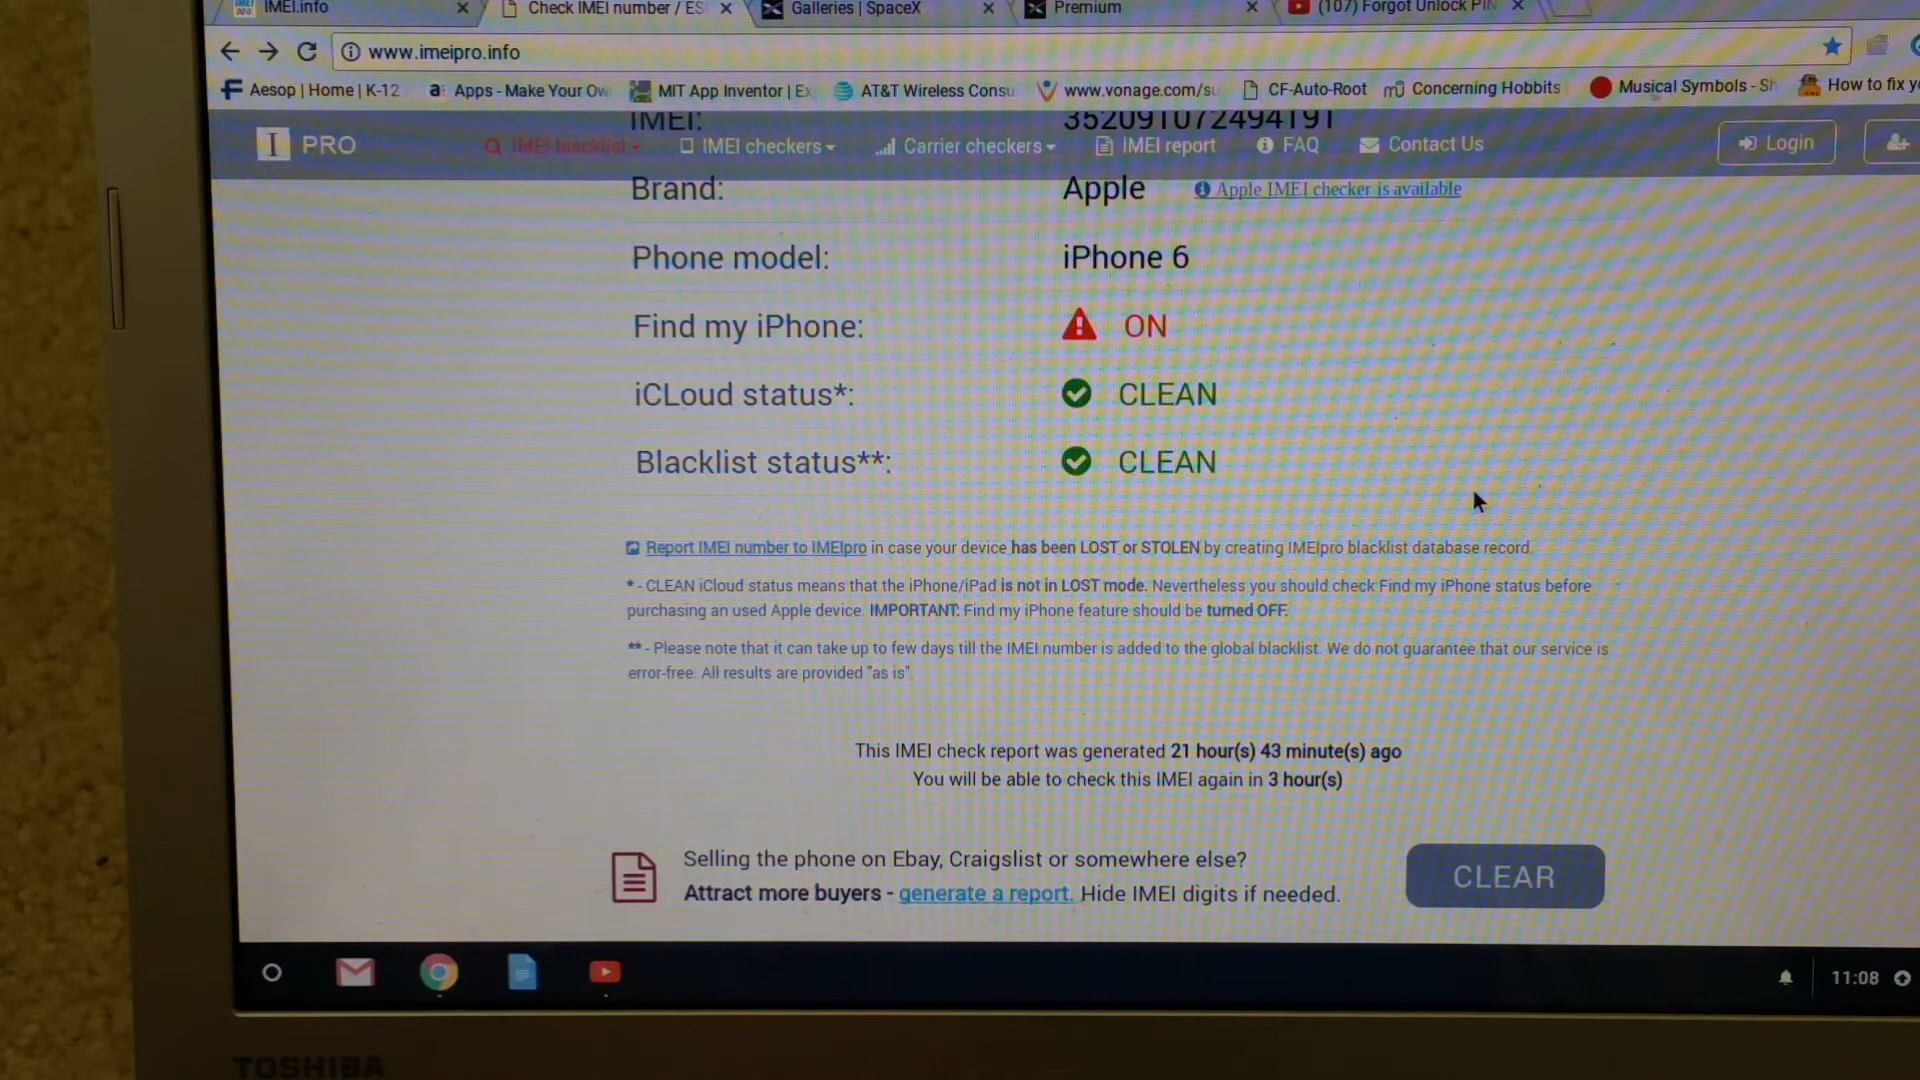 IMEI.info
Check IMEI number / ES
Galleries | SpaceX
Premium
(107) Forgot Unlock PIN
www.imeipro.info
Aesop | Home | K-12
Apps - Make Your Ow
MIT App Inventor | Ex
AT&T Wireless Consu
www.vonage.com/su
CF-Auto-Root
Concerning Hobbits
Musical Symbols - Sh
How to fix yo
IMEI: 352091072494191
I PRO
IMEI blacklist
IMEI checkers
Carrier checkers
IMEI report
FAQ
Contact Us
Login
Brand: Apple Apple IMEI checker is available
Phone model: iPhone 6
Find my iPhone: ON
iCLoud status*: CLEAN
Blacklist status**: CLEAN
Report IMEI number to IMEIpro in case your device has been LOST or STOLEN by creating IMEIpro blacklist database record.
* - CLEAN iCloud status means that the iPhone/iPad is not in LOST mode. Nevertheless you should check Find my iPhone status before
purchasing an used Apple device. IMPORTANT: Find my iPhone feature should be turned OFF.
** - Please note that it can take up to few days till the IMEI number is added to the global blacklist. We do not guarantee that our service is
error-free. All results are provided "as is".
This IMEI check report was generated 21 hour(s) 43 minute(s) ago
You will be able to check this IMEI again in 3 hour(s)
Selling the phone on Ebay, Craigslist or somewhere else?
Attract more buyers - generate a report. Hide IMEI digits if needed.
CLEAR
11:08
TOSHIBA